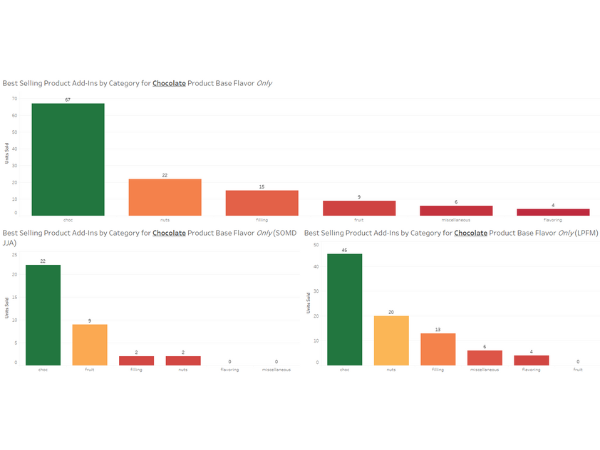 Best Selling Product Add-Ins by Category for Chocolate Product Base Flavor Only
70
67
60
50
Units Sold
40
30
22
20
15
10
9
6
4
0
choc
nuts
filling
fruit
miscellaneous
flavoring
Best Selling Product Add-Ins by Category for Chocolate Product Base Flavor Only (SOMD
JJA)
25
22
20
15
Units Sold
10
9
5
2
2
0
0
0
choc
fruit
filling
nuts
flavoring
miscellaneous
Best Selling Product Add-Ins by Category for Chocolate Product Base Flavor Only (LPFM)
50
45
40
30
Units Sold
20
20
13
10
6
4
0
0
choc
nuts
filling
miscellaneous
flavoring
fruit